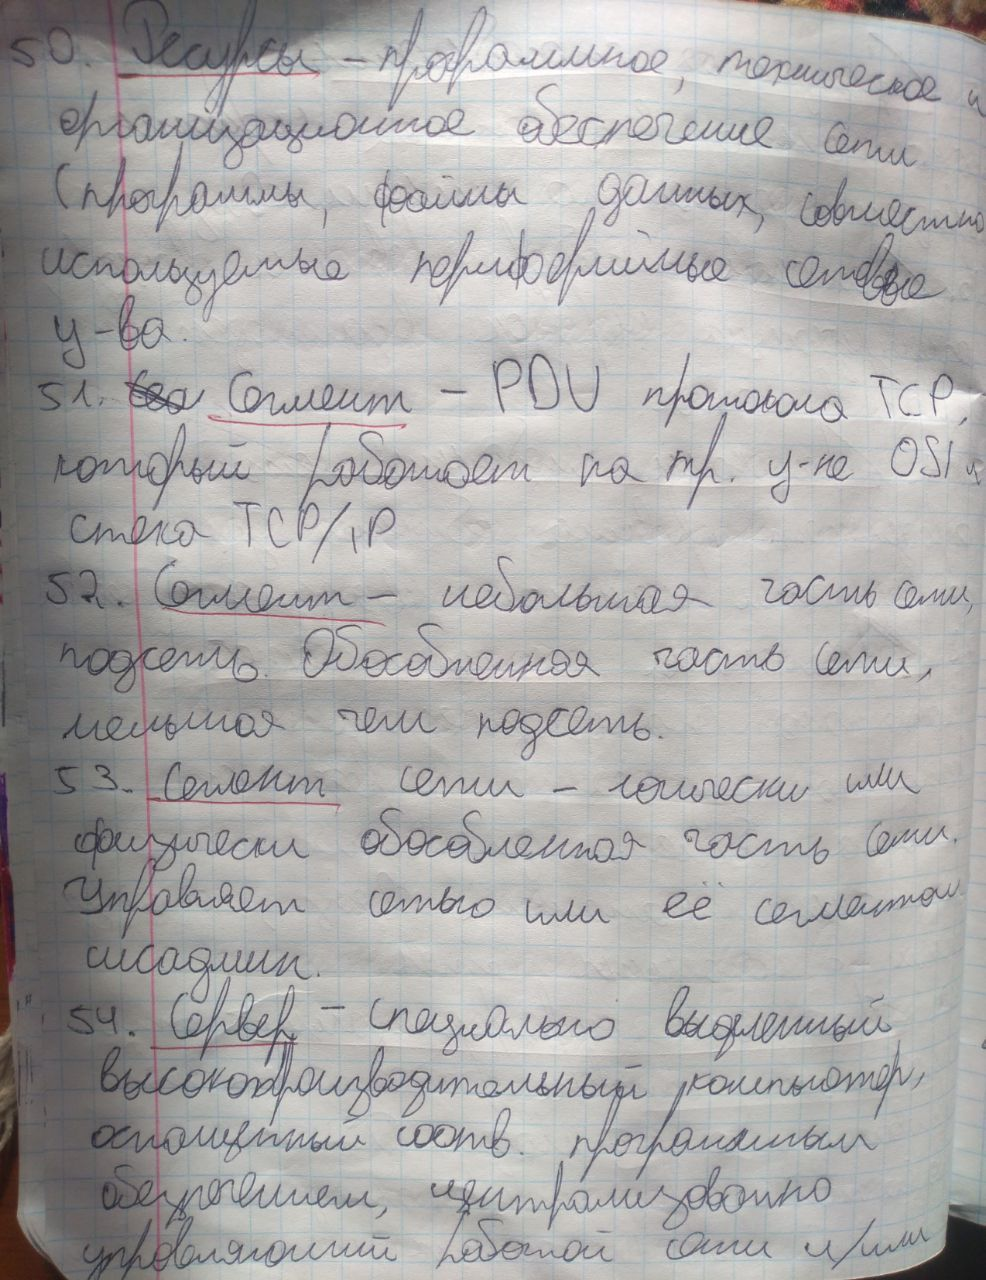 50. Ресурсы – программное, техническое и
организационное обеспечение сети
(программы, файлы данных, совместно
используемые периферийные сетевые
у-ва.
51. Сегмент – PDU протокола TCP,
который работает на тр. у-не OSI и
стека TCP/IP
52. Сегмент – небольшая часть сети,
подсеть. Обособленная часть сети,
меньшая чем подсеть.
53. Сегмент сети – логически или
физически обособленная часть сети.
Управляет сетью или её сегментом
сисадмин.
54. Сервер – специально выделенный
высокопроизводительный компьютер,
оснащенный соотв. программным
обеспечением, централизованно
управляющий работой сети и/или